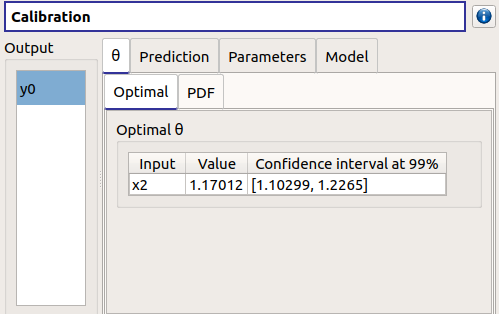 Calibration
Output
y0
θ Prediction Parameters Model
Optimal PDF
Optimal θ
Input Value Confidence interval at 99%
x2 1.17012 [1.10299, 1.2265]